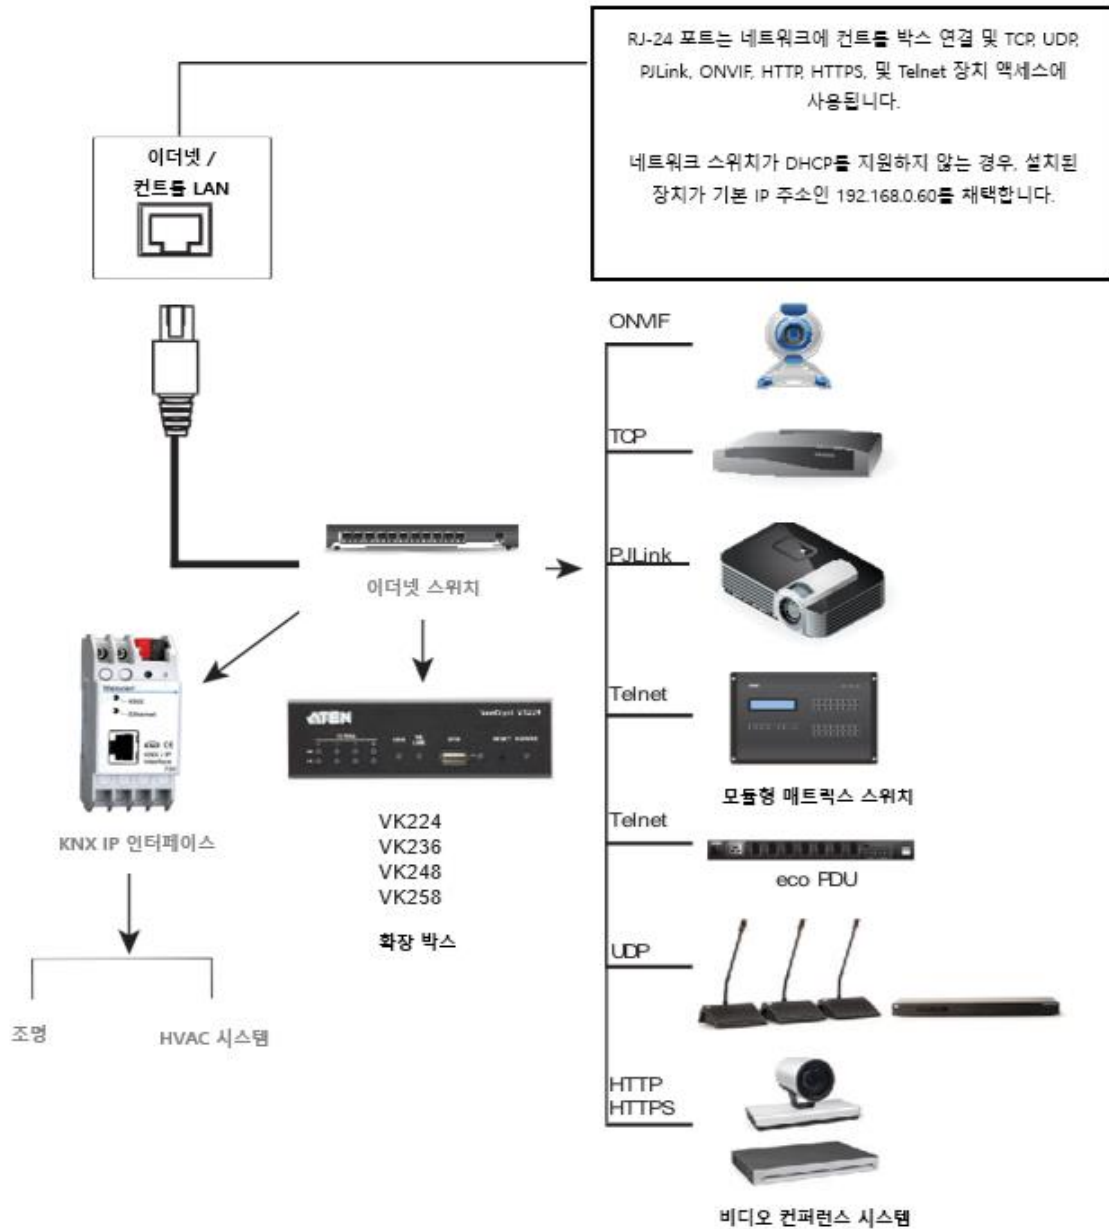 RJ-24 포트는 네트워크에 컨트롤 박스 연결 및 TCP, UDP,
PJLink, ONVIF, HTTP, HTTPS, 및 Telnet 장치 액세스에
사용됩니다.
네트워크 스위치가 DHCP를 지원하지 않는 경우, 설치된
장치가 기본 IP 주소인 192.168.0.60를 채택합니다.
이더넷 /
컨트롤 LAN
ONVIF
TCP
PJLink
이더넷 스위치
Telnet
모듈형 매트릭스 스위치
ATEN
KNX IP 인터페이스
VK224
VK236
VK248
VK258
확장 박스
Telnet
eco PDU
UDP
조명
HVAC 시스템
HTTP
HTTPS
비디오 컨퍼런스 시스템